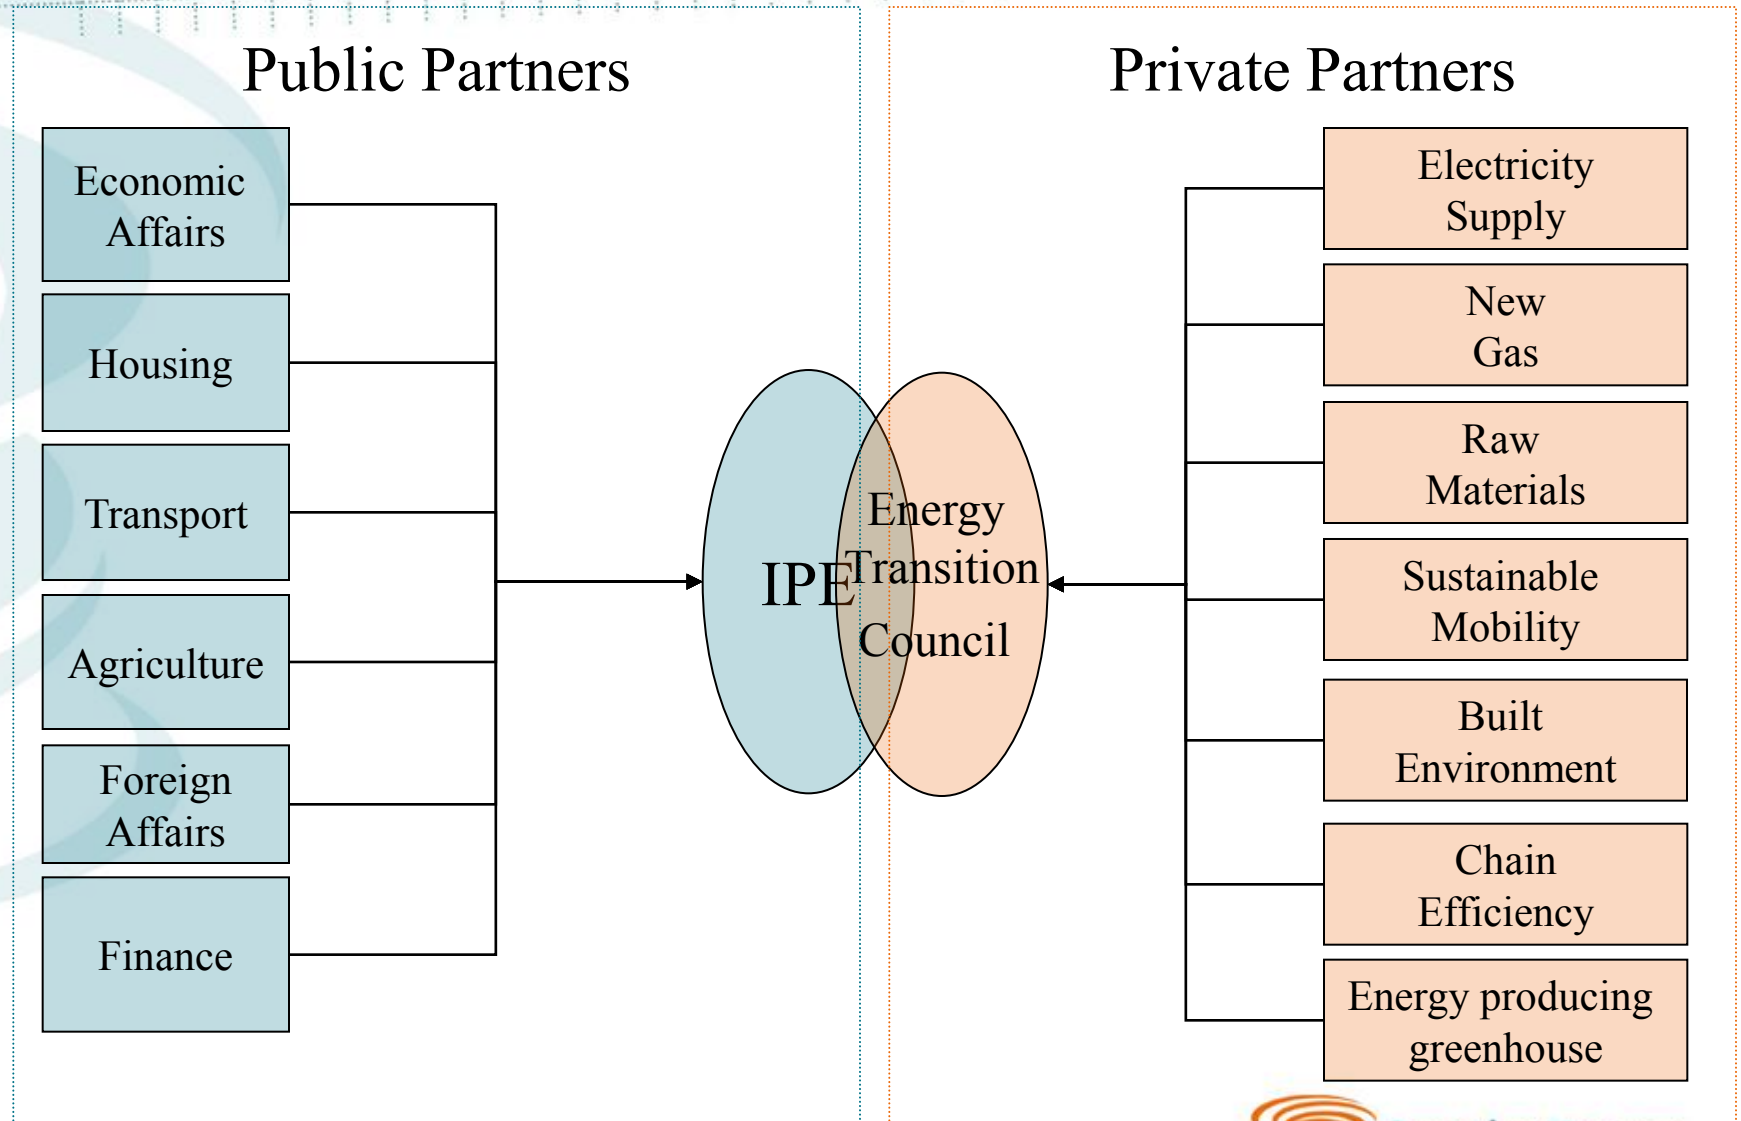 Public Partners
Economic
Affairs
Housing
Transport
Agriculture
Foreign
Affairs
Finance
IPE
Energy
Transition
Council
Private Partners
Electricity
Supply
New
Gas
Raw
Materials
Sustainable
Mobility
Built
Environment
Chain
Efficiency
Energy producing
greenhouse